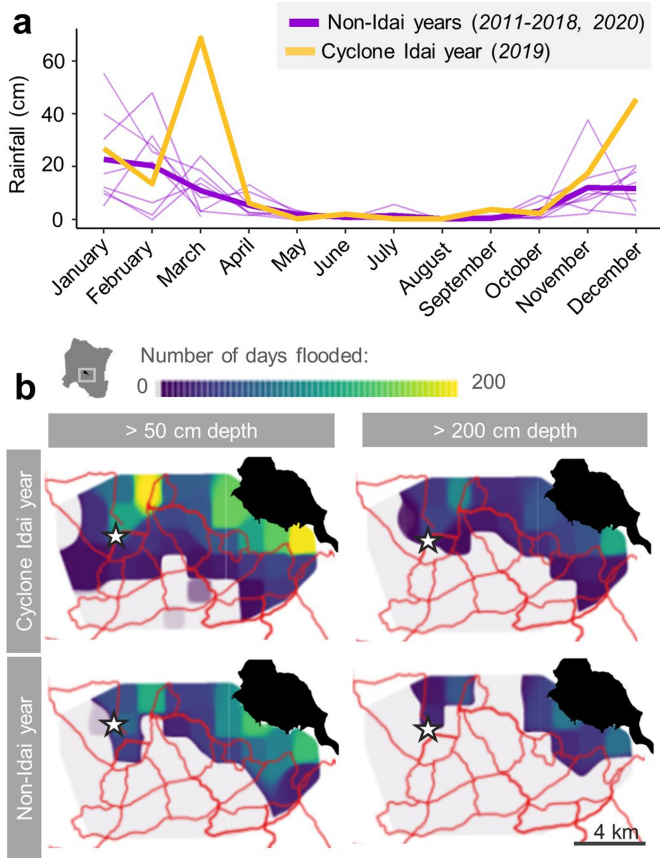 a
Non-Idai years (2011-2018, 2020)
Cyclone Idai year (2019)
Rainfall (cm)
60
40
20
0
January
February
March
April
May
June
July
August
September
October
November
December
Number of days flooded:
0
200
b
> 50 cm depth
> 200 cm depth
Cyclone Idai year
Non-Idai year
4 km